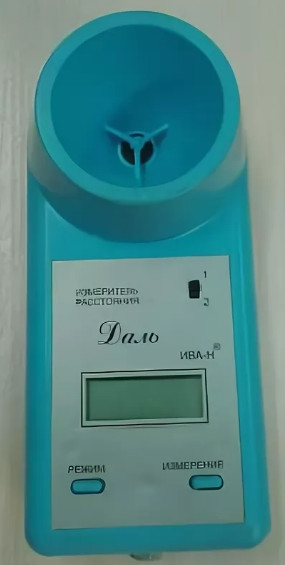 ИЗМЕРИТЕЛЬ
РАССТОЯНИЯ
1
2
Даль
ИВА-Н®
РЕЖИМ
ИЗМЕРЕНИЯ